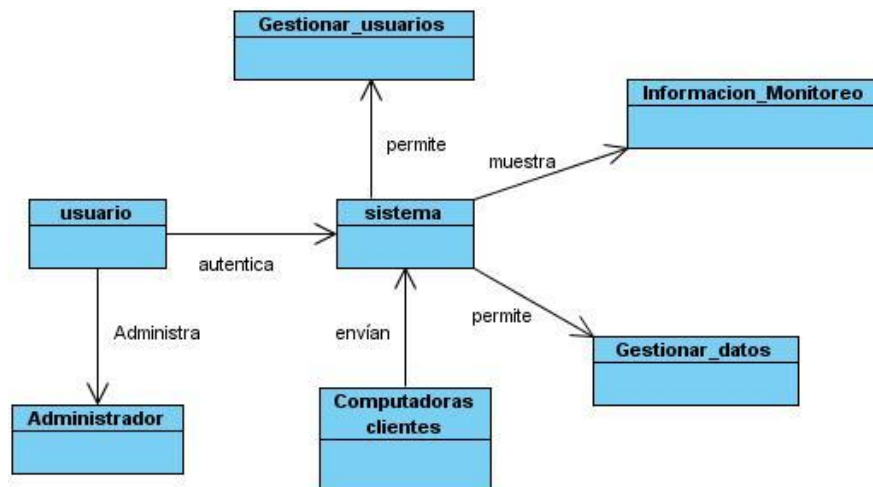 Gestionar_usuarios
Informacion_Monitoreo
permite
muestra
usuario
sistema
autentica
Administra
envían
permite
Gestionar_datos
Administrador
Computadoras
clientes